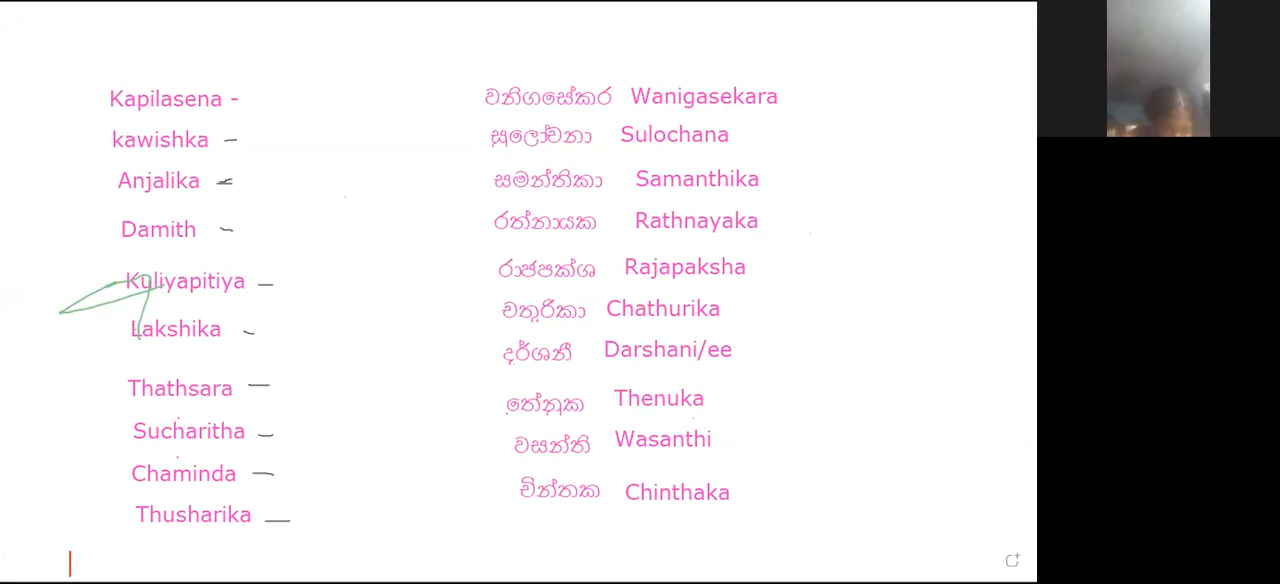 Kapilasena -
kawishka -
Anjalika -
Damith -
Kuliyapitiya -
Lakshika -
Thathsara -
Sucharitha -
Chaminda -
Thusharika -
වනිගසේකර Wanigasekara
සුලෝචනා Sulochana
සමන්තිකා Samanthika
රත්නායක Rathnayaka
රාජපක්ශ Rajapaksha
චතුරිකා Chathurika
දර්ශනී Darshani/ee
තේනුක Thenuka
වසන්ති Wasanthi
චින්තක Chinthaka